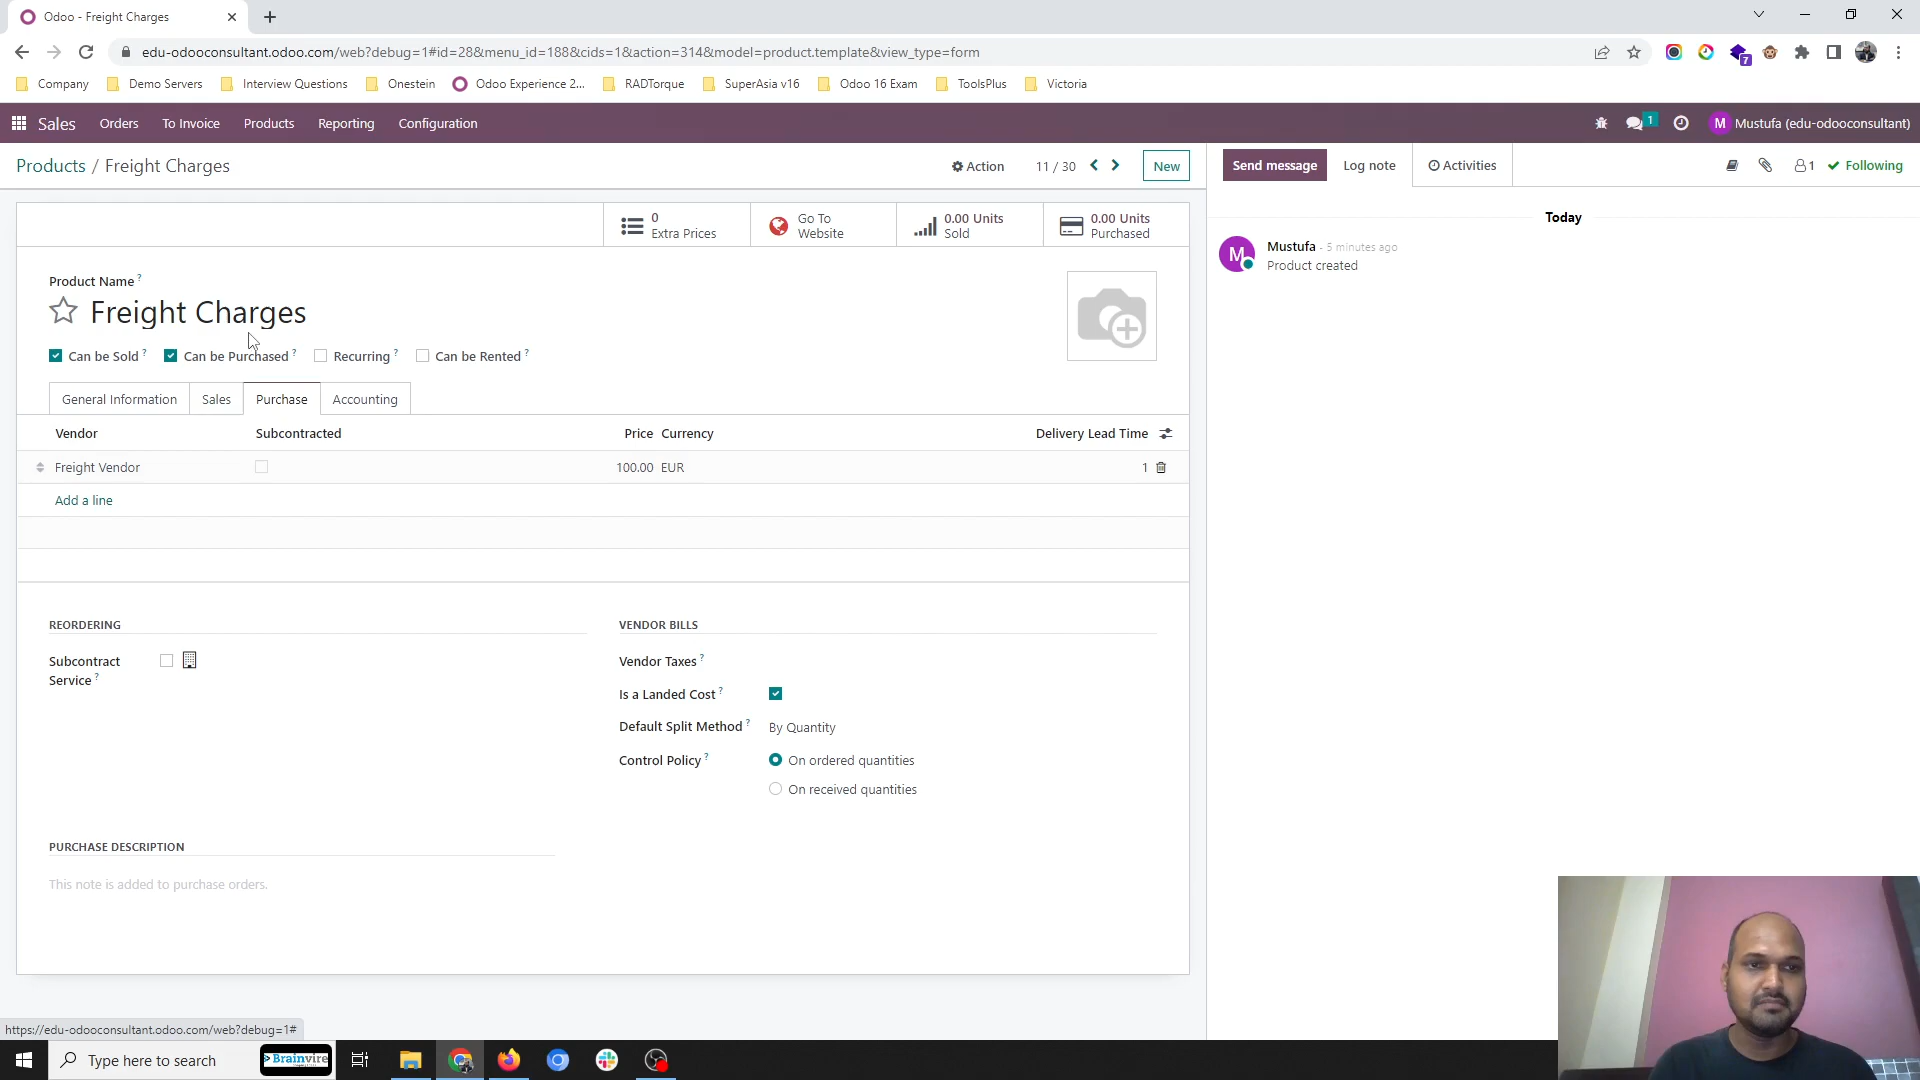 Odoo - Freight Charges
edu-odooconsultant.odoo.com/web?debug=1#id=28&menu_id=188&cids=1&action=314&model=product.template&view_type=form
7
Company
Demo Servers
Interview Questions
Onestein
Odoo Experience 2...
RADTorque
SuperAsia v16
Odoo 16 Exam
ToolsPlus
Victoria
Sales
Orders
To Invoice
Products
Reporting
Configuration
1
M
Mustufa (edu-odooconsultant)
Products / Freight Charges
Action
11 / 30
New
Send message
Log note
Activities
1
Following
0
Extra Prices
Go To
Website
0.00 Units
Sold
0.00 Units
Purchased
Today
M
Mustufa - 5 minutes ago
Product created
Product Name ?
Freight Charges
Can be Sold ?
Can be Purchased ?
Recurring ?
Can be Rented ?
General Information
Sales
Purchase
Accounting
Vendor
Subcontracted
Price
Currency
Delivery Lead Time
Freight Vendor
100.00
EUR
1
Add a line
REORDERING
Subcontract
Service ?
VENDOR BILLS
Vendor Taxes ?
Is a Landed Cost ?
Default Split Method ?
By Quantity
Control Policy ?
On ordered quantities
On received quantities
PURCHASE DESCRIPTION
This note is added to purchase orders.
https://edu-odooconsultant.odoo.com/web?debug=1#
Type here to search
Brainvire